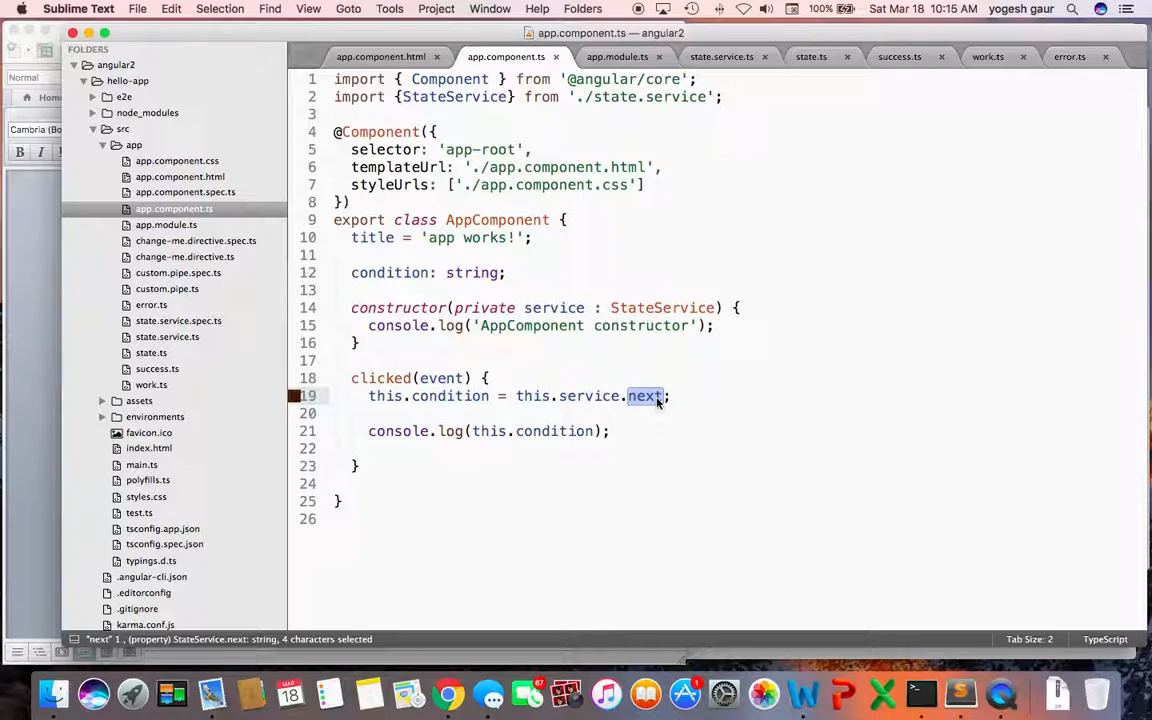 Sublime Text File Edit Selection Find View Goto Tools Project Window Help Folders 100% Sat Mar 18 10:15 AM yogesh gaur
app.component.ts — angular2
FOLDERS
angular2
hello-app
e2e
node_modules
src
app
app.component.css
app.component.html
app.component.spec.ts
app.component.ts
app.module.ts
change-me.directive.spec.ts
change-me.directive.ts
custom.pipe.spec.ts
custom.pipe.ts
error.ts
state.service.spec.ts
state.service.ts
state.ts
success.ts
work.ts
assets
environments
favicon.ico
index.html
main.ts
polyfills.ts
styles.css
test.ts
tsconfig.app.json
tsconfig.spec.json
typings.d.ts
.angular-cli.json
.editorconfig
.gitignore
karma.conf.js
Normal
Home
Cambria (Bo
B I
app.component.html app.component.ts app.module.ts state.service.ts state.ts success.ts work.ts error.ts
1 import { Component } from '@angular/core';
2 import {StateService} from './state.service';
3
4 @Component({
5 selector: 'app-root',
6 templateUrl: './app.component.html',
7 styleUrls: ['./app.component.css']
8 })
9 export class AppComponent {
10 title = 'app works!';
11
12 condition: string;
13
14 constructor(private service : StateService) {
15 console.log('AppComponent constructor');
16 }
17
18 clicked(event) {
19 this.condition = this.service.next;
20
21 console.log(this.condition);
22
23 }
24
25 }
26
"next" 1 , (property) StateService.next: string, 4 characters selected Tab Size: 2 TypeScript
MAR
18
67
1